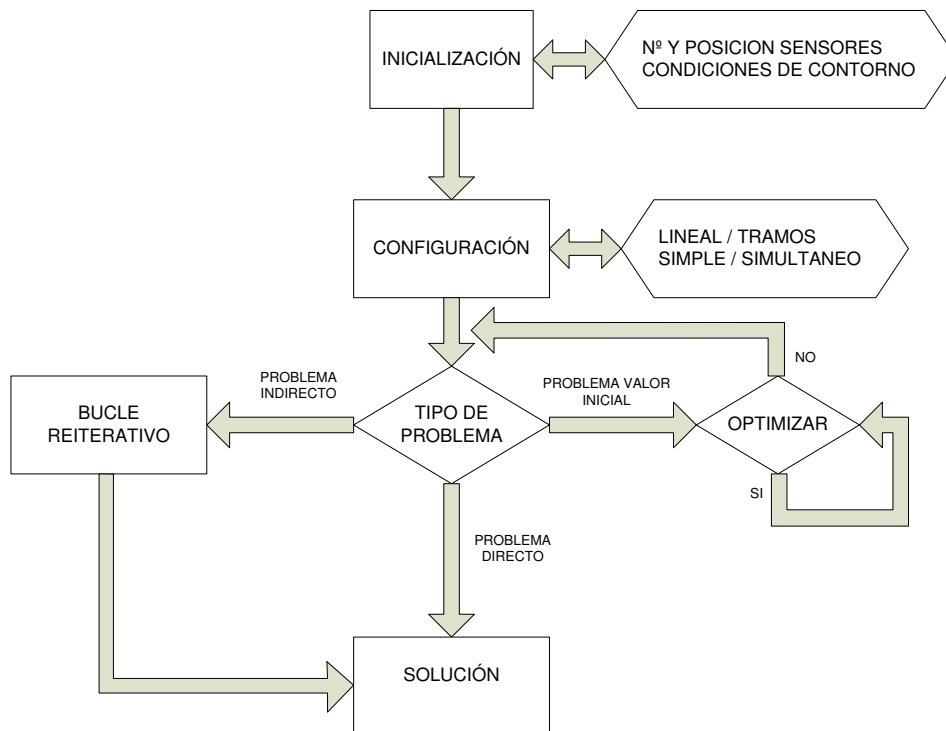 INICIALIZACIÓN
Nº Y POSICION SENSORES
CONDICIONES DE CONTORNO
CONFIGURACIÓN
LINEAL / TRAMOS
SIMPLE / SIMULTANEO
NO
PROBLEMA
INDIRECTO
PROBLEMA VALOR
INICIAL
BUCLE
REITERATIVO
TIPO DE
PROBLEMA
OPTIMIZAR
SI
PROBLEMA
DIRECTO
SOLUCIÓN